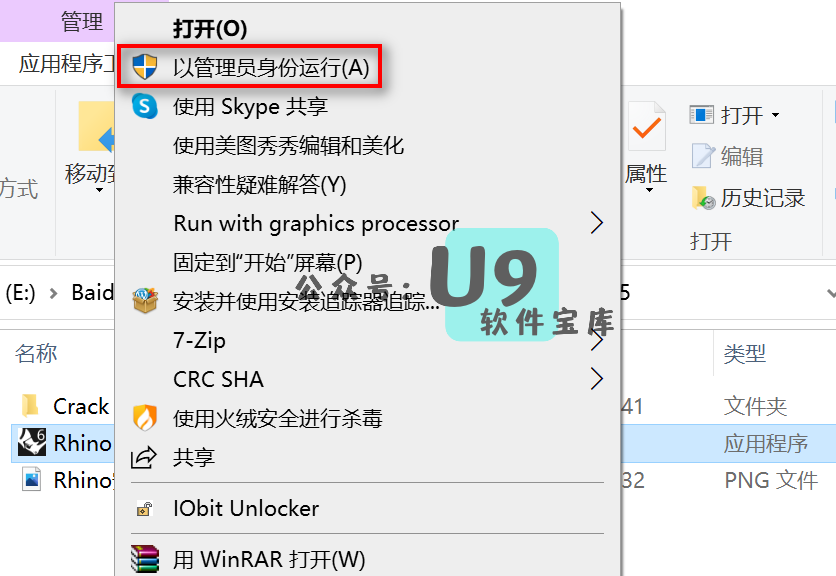 管理
应用程序工
方式
移动到
打开(O)
以管理员身份运行(A)
使用 Skype 共享
使用美图秀秀编辑和美化
兼容性疑难解答(Y)
Run with graphics processor
固定到"开始"屏幕(P)
安装并使用安装追踪器追踪...
7-Zip
CRC SHA
使用火绒安全进行杀毒
共享
IObit Unlocker
用 WinRAR 打开(W)
属性
打开
编辑
历史记录
打开
公众号：U9
软件宝库
(E:) > Baid
5
名称
类型
Crack
41
文件夹
Rhino
应用程序
Rhino
32
PNG 文件